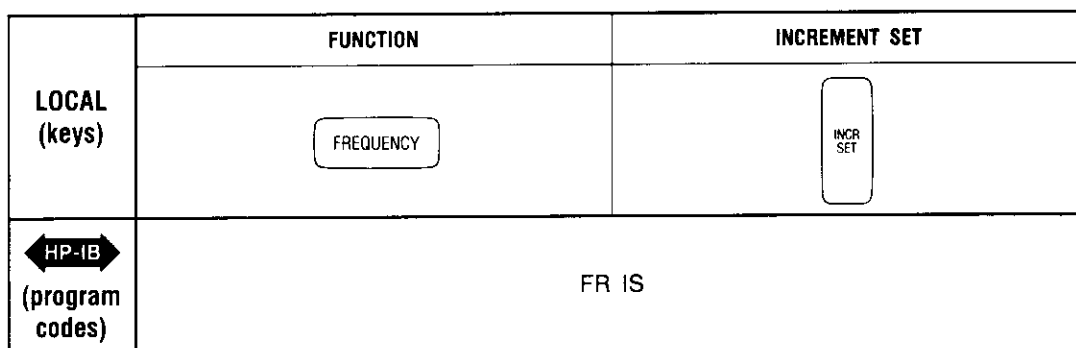 FUNCTION
INCREMENT SET
LOCAL
(keys)
FREQUENCY
INCR
SET
HP-IB
(program
codes)
FR IS